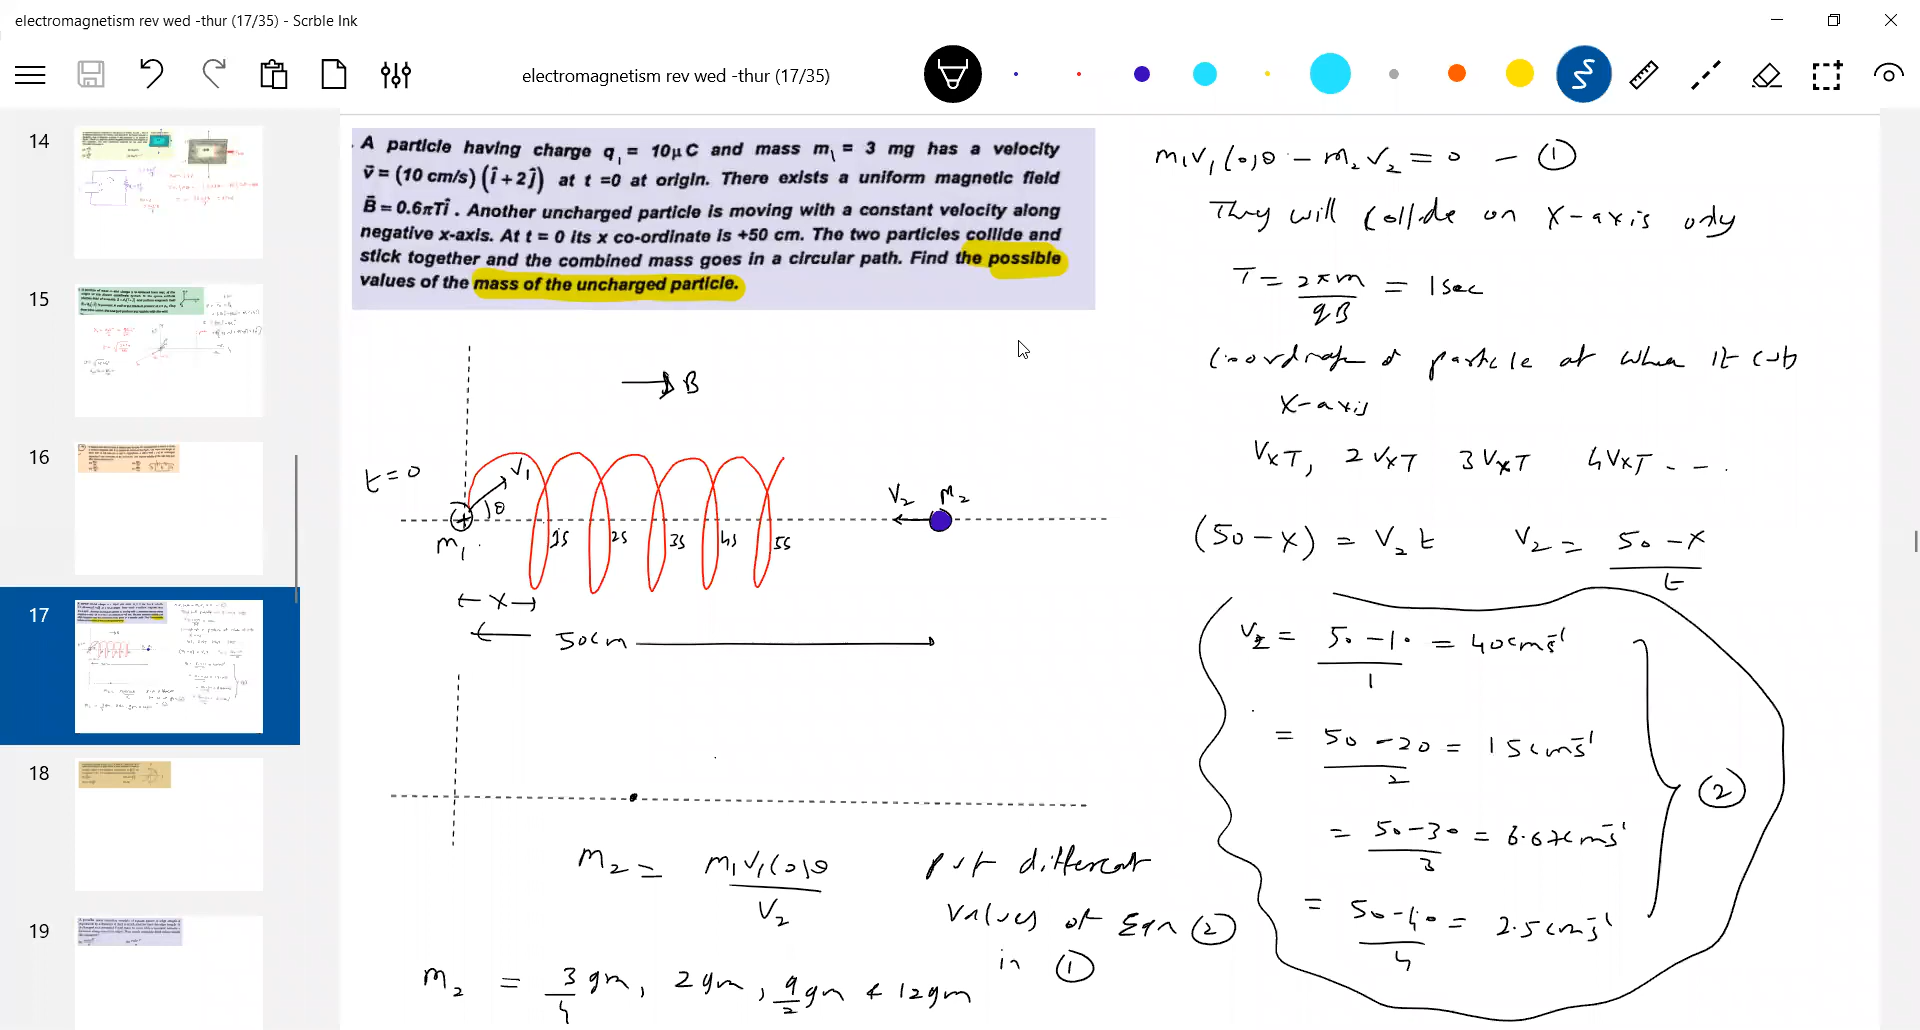 electromagnetism rev wed -thur (17/35) - Scrble Ink
electromagnetism rev wed -thur (17/35)
14
15
16
17
18
19
A particle having charge q₁ = 10μC and mass m₁ = 3 mg has a velocity
v̄ = (10 cm/s) (î + 2ĵ) at t =0 at origin. There exists a uniform magnetic field
B̄ = 0.6πTî . Another uncharged particle is moving with a constant velocity along
negative x-axis. At t = 0 its x co-ordinate is +50 cm. The two particles collide and
stick together and the combined mass goes in a circular path. Find the possible
values of the mass of the uncharged particle.
B
t = 0
V₁
θ
m₁
1s 2s 3s 4s 5s
V₂ M₂
x
50cm
m₂ = m₁v₁cosθ / V₂
put different
values of Eqn ②
in ①
m₂ = 3/4 gm, 2gm, 9/2 gm & 12gm
m₁v₁cosθ - m₂v₂ = 0 - ①
They will collide on x-axis only
T = 2πm / qB = 1sec
Coordinate of particle at when it cuts
x-axis
VxT, 2VxT 3VxT 4VxT - - .
(50-x) = V₂t V₂ = 50-x / t
V₂ = 50-10 / 1 = 40cms⁻¹
= 50-20 / 2 = 15cms⁻¹
= 50-30 / 3 = 6.67cms⁻¹
= 50-40 / 4 = 2.5cms⁻¹
②